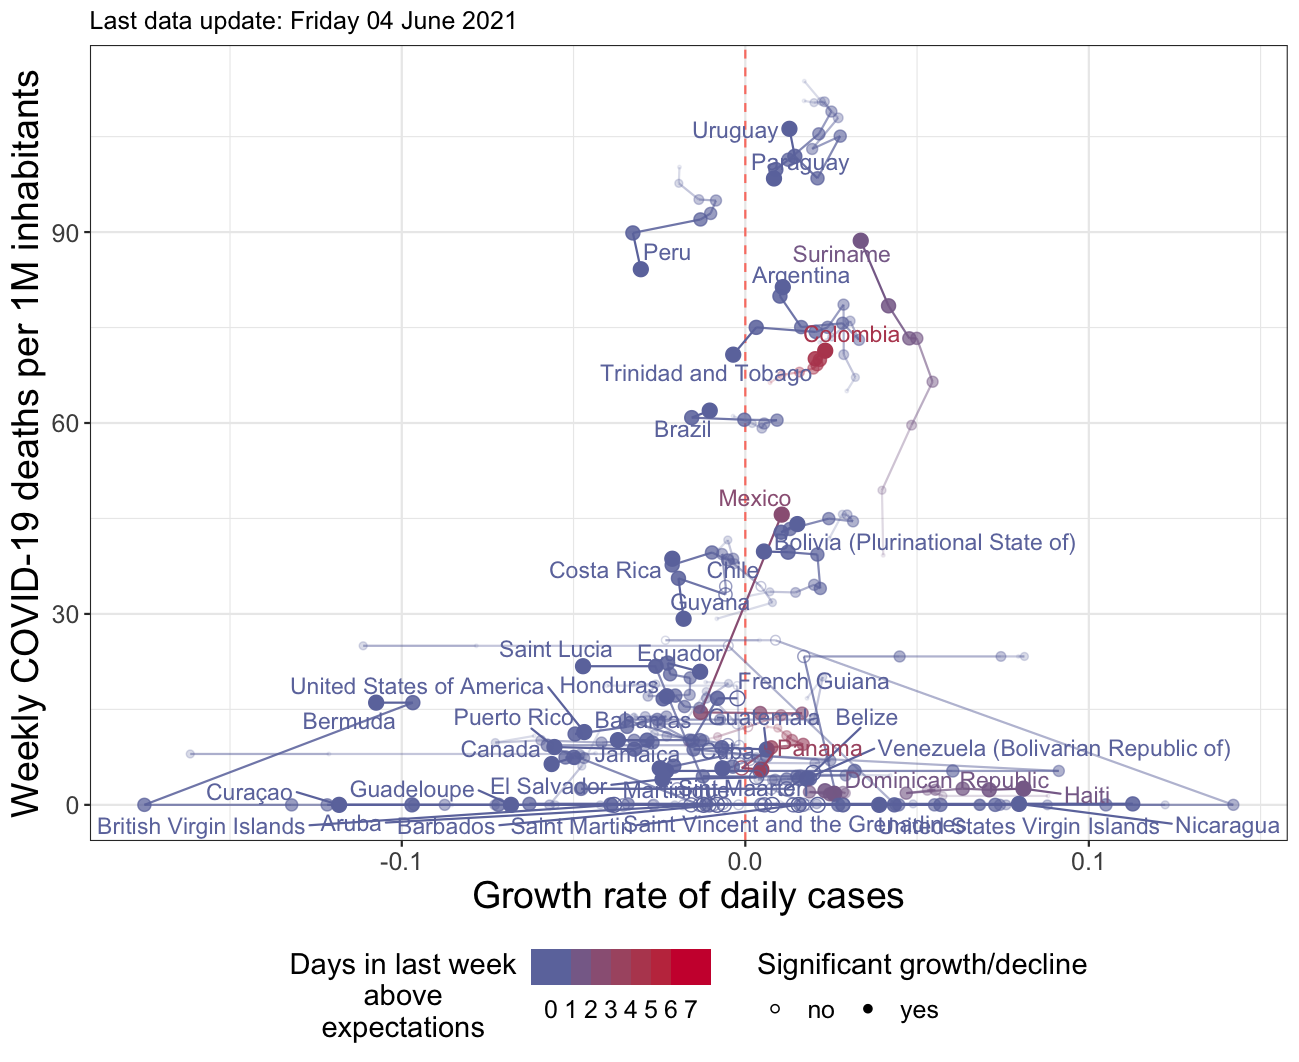 Last data update: Friday 04 June 2021
Weekly COVID-19 deaths per 1M inhabitants
90
60
30
0
Uruguay
Paraguay
Peru
Suriname
Argentina
Colombia
Trinidad and Tobago
Brazil
Mexico
Bolivia (Plurinational State of)
Costa Rica
Chile
Guyana
Saint Lucia
Ecuador
United States of America
Honduras
French Guiana
Bermuda
Puerto Rico
Bahamas
Guatemala
Belize
Canada
Jamaica
Cuba
Panama
Venezuela (Bolivarian Republic of)
Curaçao
Guadeloupe
El Salvador
Martinique
Sint Maarten
Dominican Republic
Haiti
British Virgin Islands
Aruba
Barbados
Saint Martin
Saint Vincent and the Grenadines
United States Virgin Islands
Nicaragua
-0.1
0.0
0.1
Growth rate of daily cases
Days in last week
above
expectations
0 1 2 3 4 5 6 7
Significant growth/decline
no
yes